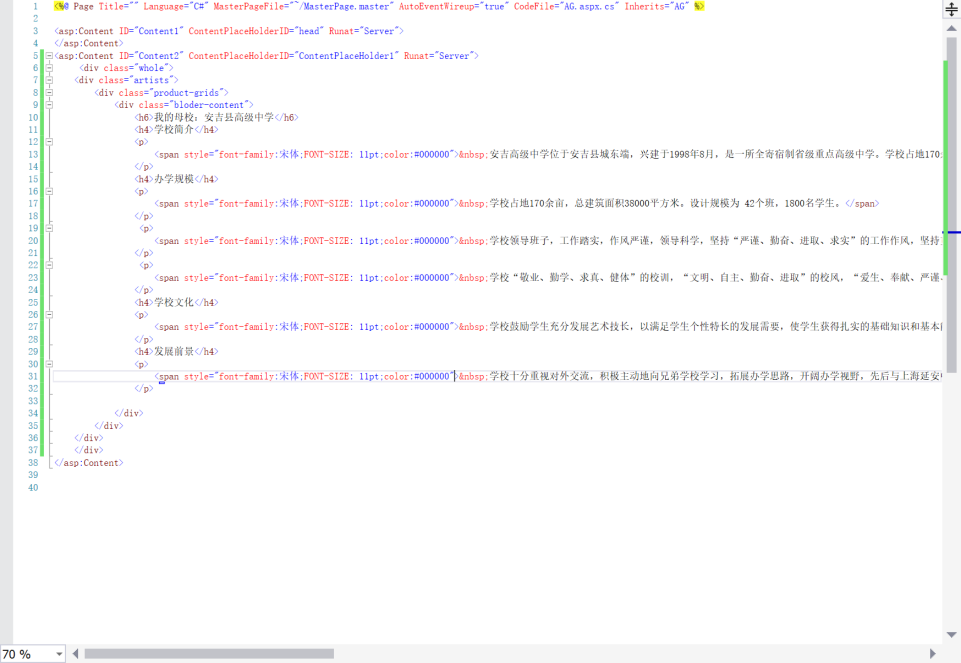 1 <%@ Page Title="" Language="C#" MasterPageFile="~/MasterPage.master" AutoEventWireup="true" CodeFile="AG.aspx.cs" Inherits="AG" %>
2
3 <asp:Content ID="Content1" ContentPlaceHolderID="head" Runat="Server">
4 </asp:Content>
5 <asp:Content ID="Content2" ContentPlaceHolderID="ContentPlaceHolder1" Runat="Server">
6 <div class="whole">
7 <div class="artists">
8 <div class="product-grids">
9 <div class="bloder-content">
10 <h6>我的母校：安吉县高级中学</h6>
11 <h4>学校简介</h4>
12 <p>
13 <span style="font-family:宋体;FONT-SIZE: 11pt;color:#000000">&nbsp;安吉高级中学位于安吉县城东端，兴建于1998年8月，是一所全寄宿制省级重点高级中学。学校占地170
14 </p>
15 <h4>办学规模</h4>
16 <p>
17 <span style="font-family:宋体;FONT-SIZE: 11pt;color:#000000">&nbsp;学校占地170余亩，总建筑面积38000平方米。设计规模为 42个班，1800名学生。</span>
18 </p>
19 <p>
20 <span style="font-family:宋体;FONT-SIZE: 11pt;color:#000000">&nbsp;学校领导班子，工作踏实，作风严谨，领导科学，坚持“严谨、勤奋、进取、求实”的工作作风，坚持
21 </p>
22 <p>
23 <span style="font-family:宋体;FONT-SIZE: 11pt;color:#000000">&nbsp;学校“敬业、勤学、求真、健体”的校训，“文明、自主、勤奋、进取”的校风，“爱生、奉献、严谨、
24 </p>
25 <h4>学校文化</h4>
26 <p>
27 <span style="font-family:宋体;FONT-SIZE: 11pt;color:#000000">&nbsp;学校鼓励学生充分发展艺术技长，以满足学生个性特长的发展需要，使学生获得扎实的基础知识和基本
28 </p>
29 <h4>发展前景</h4>
30 <p>
31 <span style="font-family:宋体;FONT-SIZE: 11pt;color:#000000">&nbsp;学校十分重视对外交流，积极主动地向兄弟学校学习，拓展办学思路，开阔办学视野，先后与上海延安
32 </p>
33
34 </div>
35 </div>
36 </div>
37 </div>
38 </asp:Content>
39
40
70 %